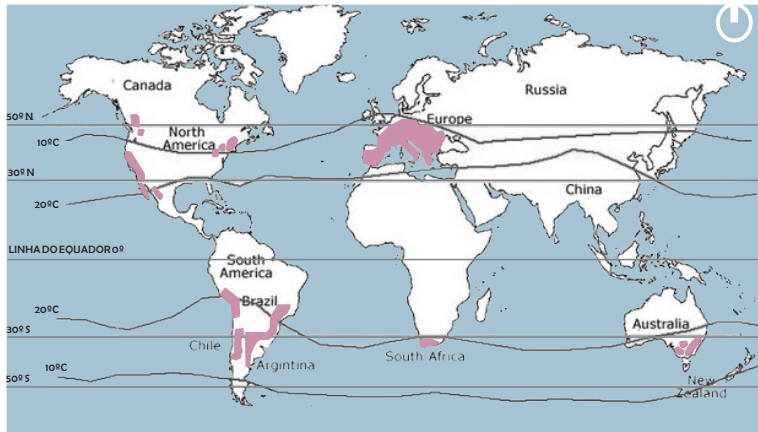 Canada
Russia
50º N
Europe
North
America
10ºC
30º N
China
20ºC
LINHA DO EQUADOR 0º
South
America
Brazil
20ºC
Australia
30º S
Chile
South Africa
Argintina
10ºC
50º S
New
Zealand